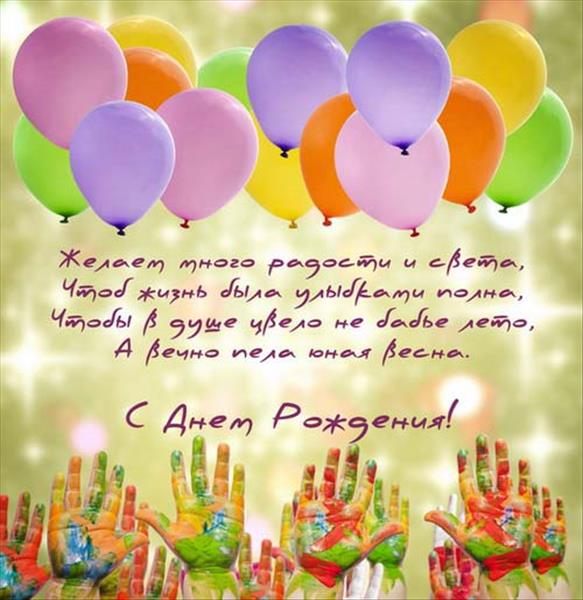 Желаем много радости и света,
Чтоб жизнь была улыбками полна,
Чтобы в душе цвело не бабье лето,
А вечно пела юная весна.
С Днем Рождения!